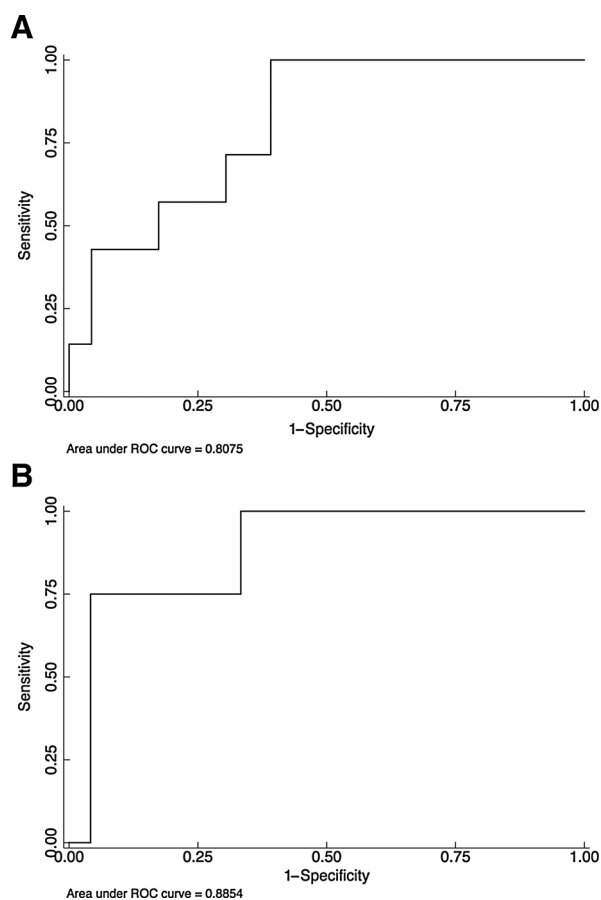 A
1.00
0.75
0.50
0.25
0.00
Sensitivity
0.00 0.25 0.50 0.75 1.00
1−Specificity
Area under ROC curve = 0.8075
B
1.00
0.75
0.50
0.25
0.00
Sensitivity
0.00 0.25 0.50 0.75 1.00
1−Specificity
Area under ROC curve = 0.8854